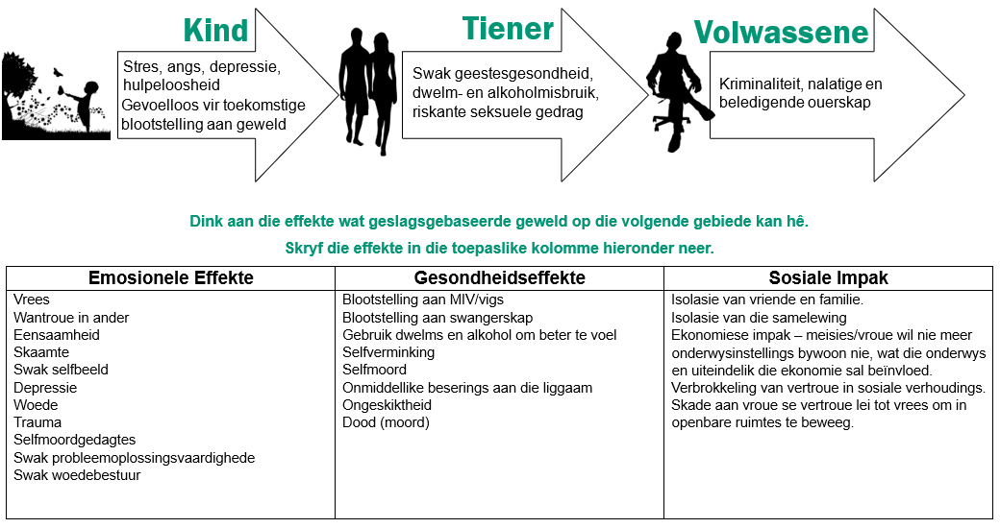 Kind
Stres, angs, depressie,
hulpeloosheid
Gevoelloos vir toekomstige
blootstelling aan geweld
Tiener
Swak geestesgesondheid,
dwelm- en alkoholmisbruik,
riskante seksuele gedrag
Volwassene
Kriminaliteit, nalatige en
beledigende ouerskap
Dink aan die effekte wat geslagsgebaseerde geweld op die volgende gebiede kan hê.
Skryf die effekte in die toepaslike kolomme hieronder neer.
Emosionele Effekte
Vrees
Wantroue in ander
Eensaamheid
Skaamte
Swak selfbeeld
Depressie
Woede
Trauma
Selfmoordgedagtes
Swak probleemoplossingsvaardighede
Swak woedebestuur
Gesondheidseffekte
Blootstelling aan MIV/vigs
Blootstelling aan swangerskap
Gebruik dwelms en alkohol om beter te voel
Selfverminking
Selfmoord
Onmiddellike beserings aan die liggaam
Ongeskiktheid
Dood (moord)
Sosiale Impak
Isolasie van vriende en familie.
Isolasie van die samelewing
Ekonomiese impak – meisies/vroue wil nie meer
onderwysinstellings bywoon nie, wat die onderwys
en uiteindelik die ekonomie sal beïnvloed.
Verbrokkeling van vertroue in sosiale verhoudings.
Skade aan vroue se vertroue lei tot vrees om in
openbare ruimtes te beweeg.